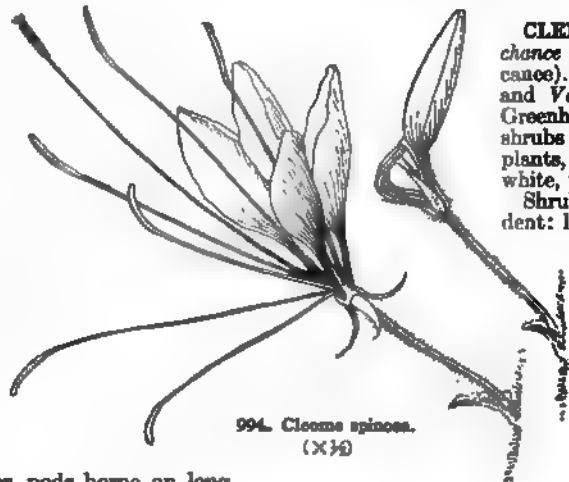 CLE
chance
cance).
and V
Greenh
shrubs
plants,
white,
Shru
dent: l
994. Cleome spinosa.
(×½)
pods borne on long